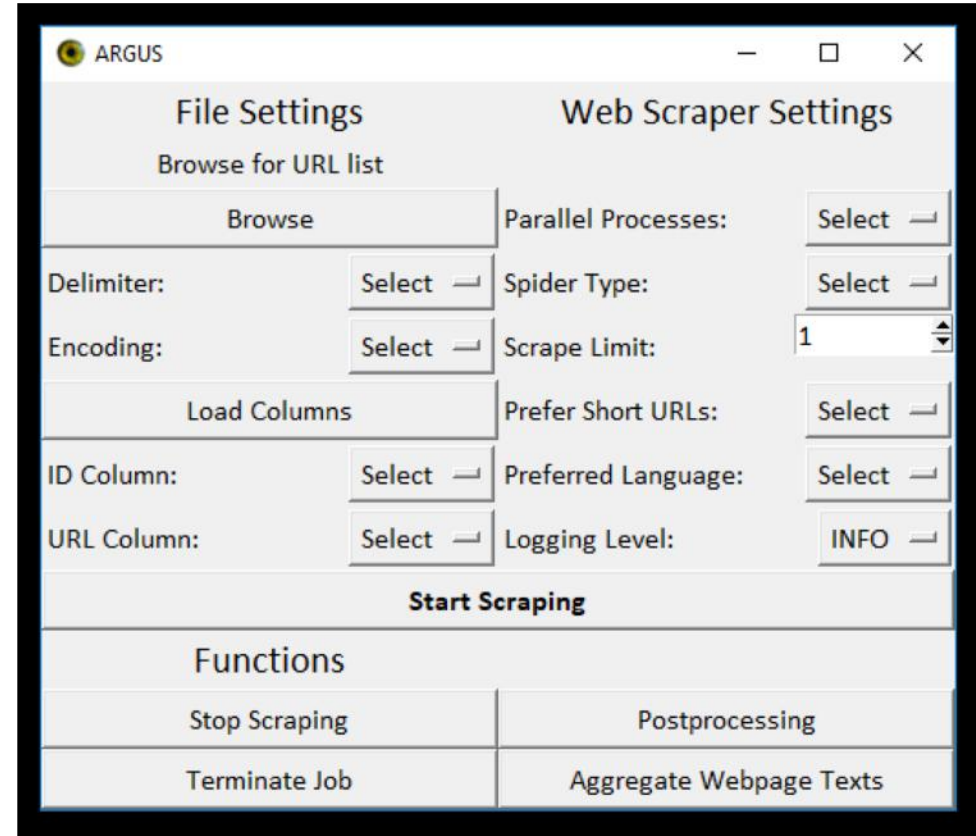 ARGUS
File Settings Web Scraper Settings
Browse for URL list
Browse Parallel Processes: Select
Delimiter: Select Spider Type: Select
Encoding: Select Scrape Limit: 1
Load Columns Prefer Short URLs: Select
ID Column: Select Preferred Language: Select
URL Column: Select Logging Level: INFO
Start Scraping
Functions
Stop Scraping Postprocessing
Terminate Job Aggregate Webpage Texts